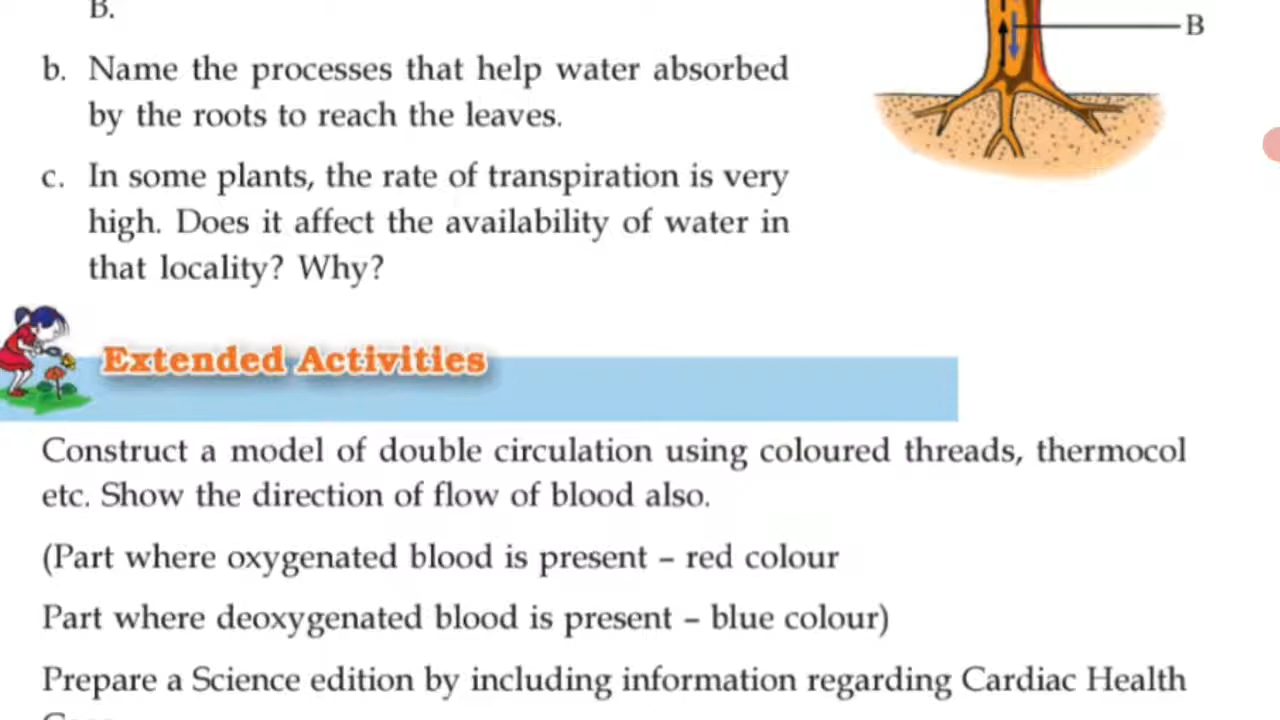 B.
B
b. Name the processes that help water absorbed
by the roots to reach the leaves.
c. In some plants, the rate of transpiration is very
high. Does it affect the availability of water in
that locality? Why?
Extended Activities
Construct a model of double circulation using coloured threads, thermocol
etc. Show the direction of flow of blood also.
(Part where oxygenated blood is present – red colour
Part where deoxygenated blood is present – blue colour)
Prepare a Science edition by including information regarding Cardiac Health